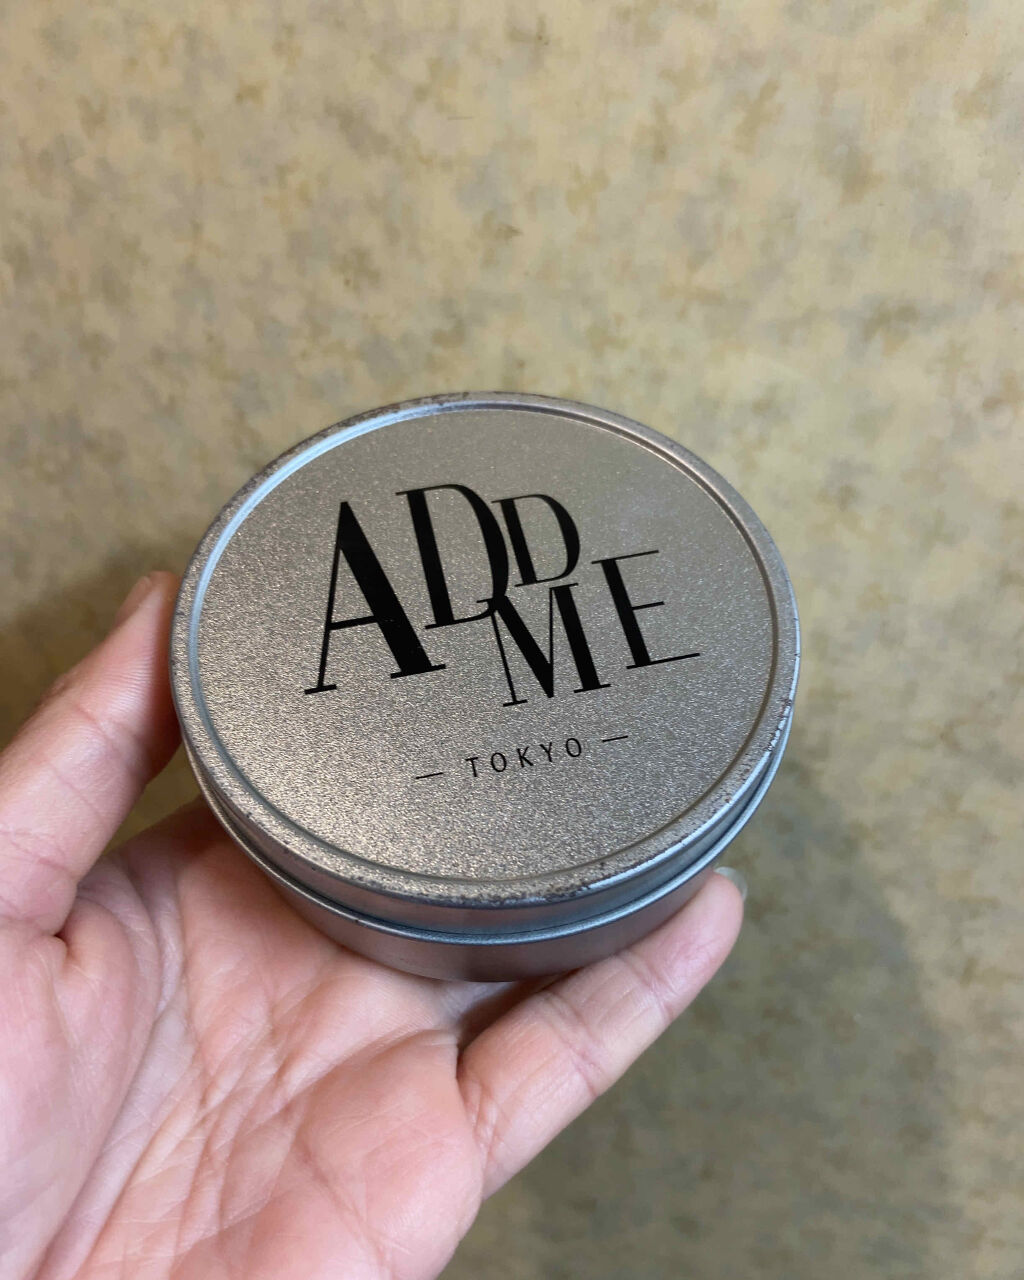 ADD
ME
— TOKYO —